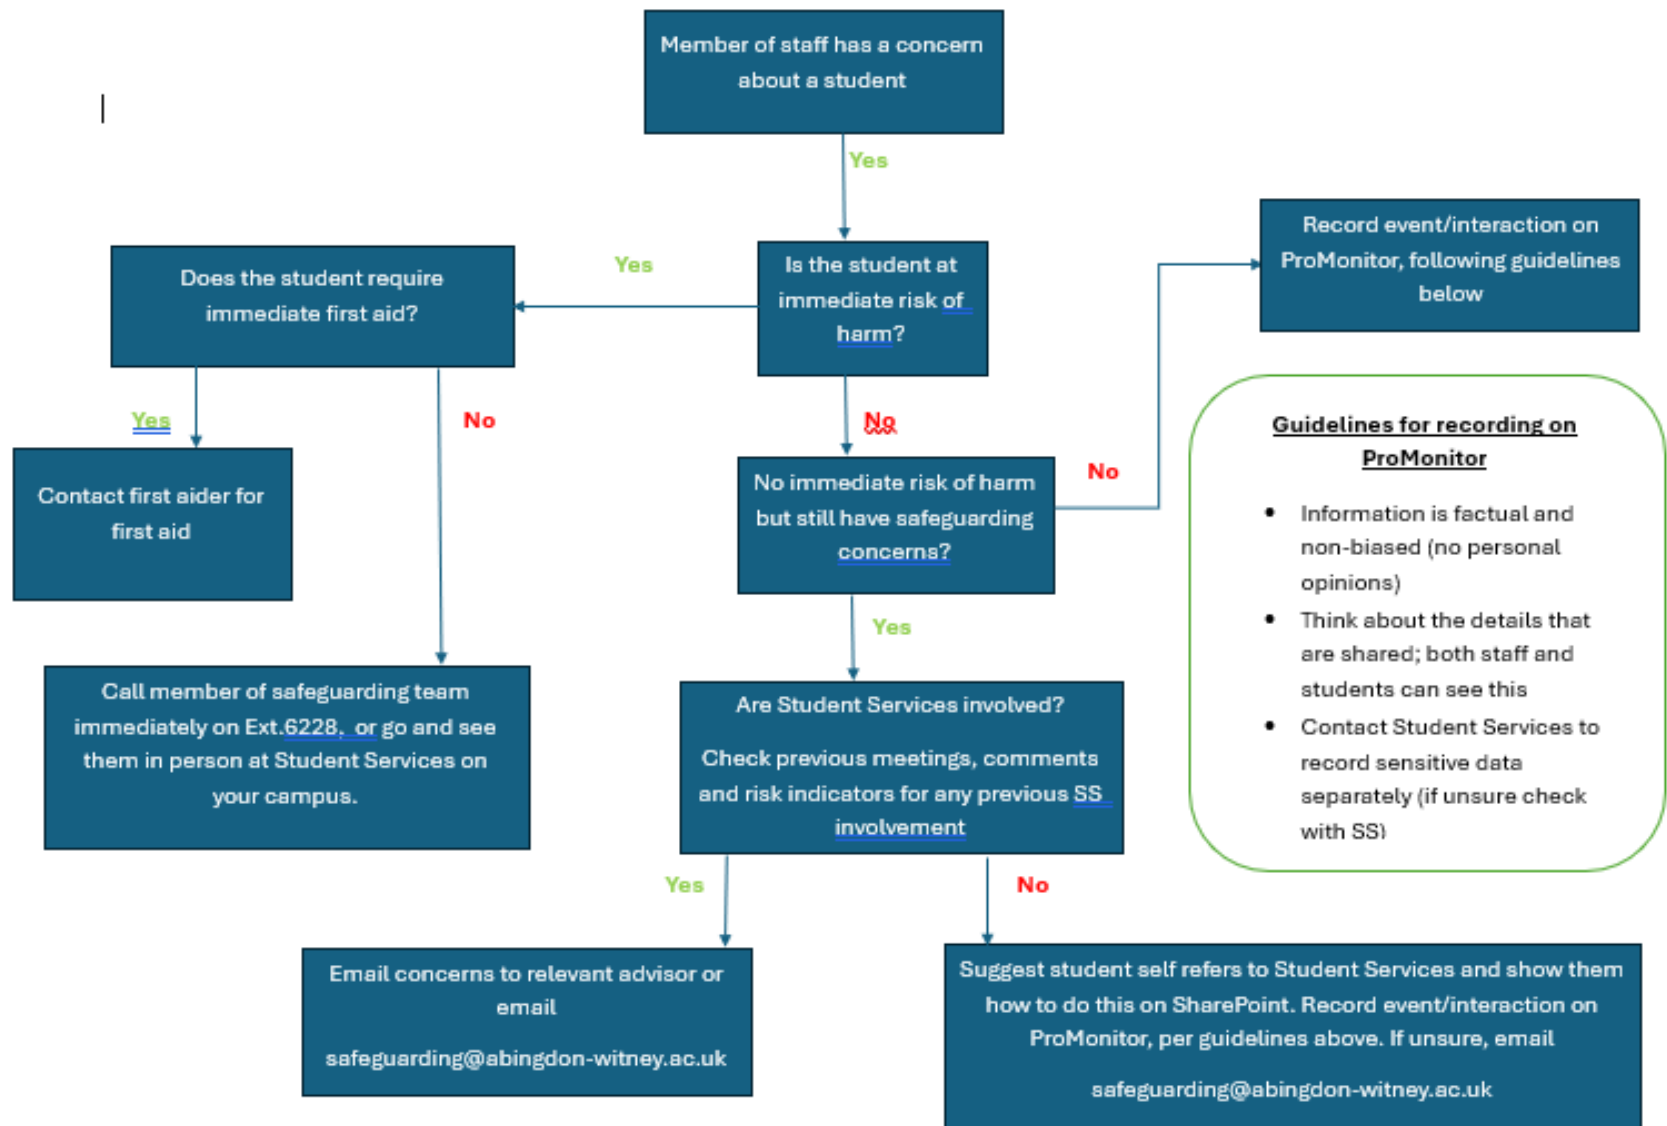 Member of staff has a concern
about a student
Yes
Is the student at
immediate risk of
harm?
Yes
Does the student require
immediate first aid?
Yes
No
Contact first aider for
first aid
Call member of safeguarding team
immediately on Ext.6228, or go and see
them in person at Student Services on
your campus.
No
No immediate risk of harm
but still have safeguarding
concerns?
No
Record event/interaction on
ProMonitor, following guidelines
below
Guidelines for recording on
ProMonitor
• Information is factual and
non-biased (no personal
opinions)
• Think about the details that
are shared; both staff and
students can see this
• Contact Student Services to
record sensitive data
separately (if unsure check
with SS)
Yes
Are Student Services involved?
Check previous meetings, comments
and risk indicators for any previous SS
involvement
Yes
No
Email concerns to relevant advisor or
email
safeguarding@abingdon-witney.ac.uk
Suggest student self refers to Student Services and show them
how to do this on SharePoint. Record event/interaction on
ProMonitor, per guidelines above. If unsure, email
safeguarding@abingdon-witney.ac.uk